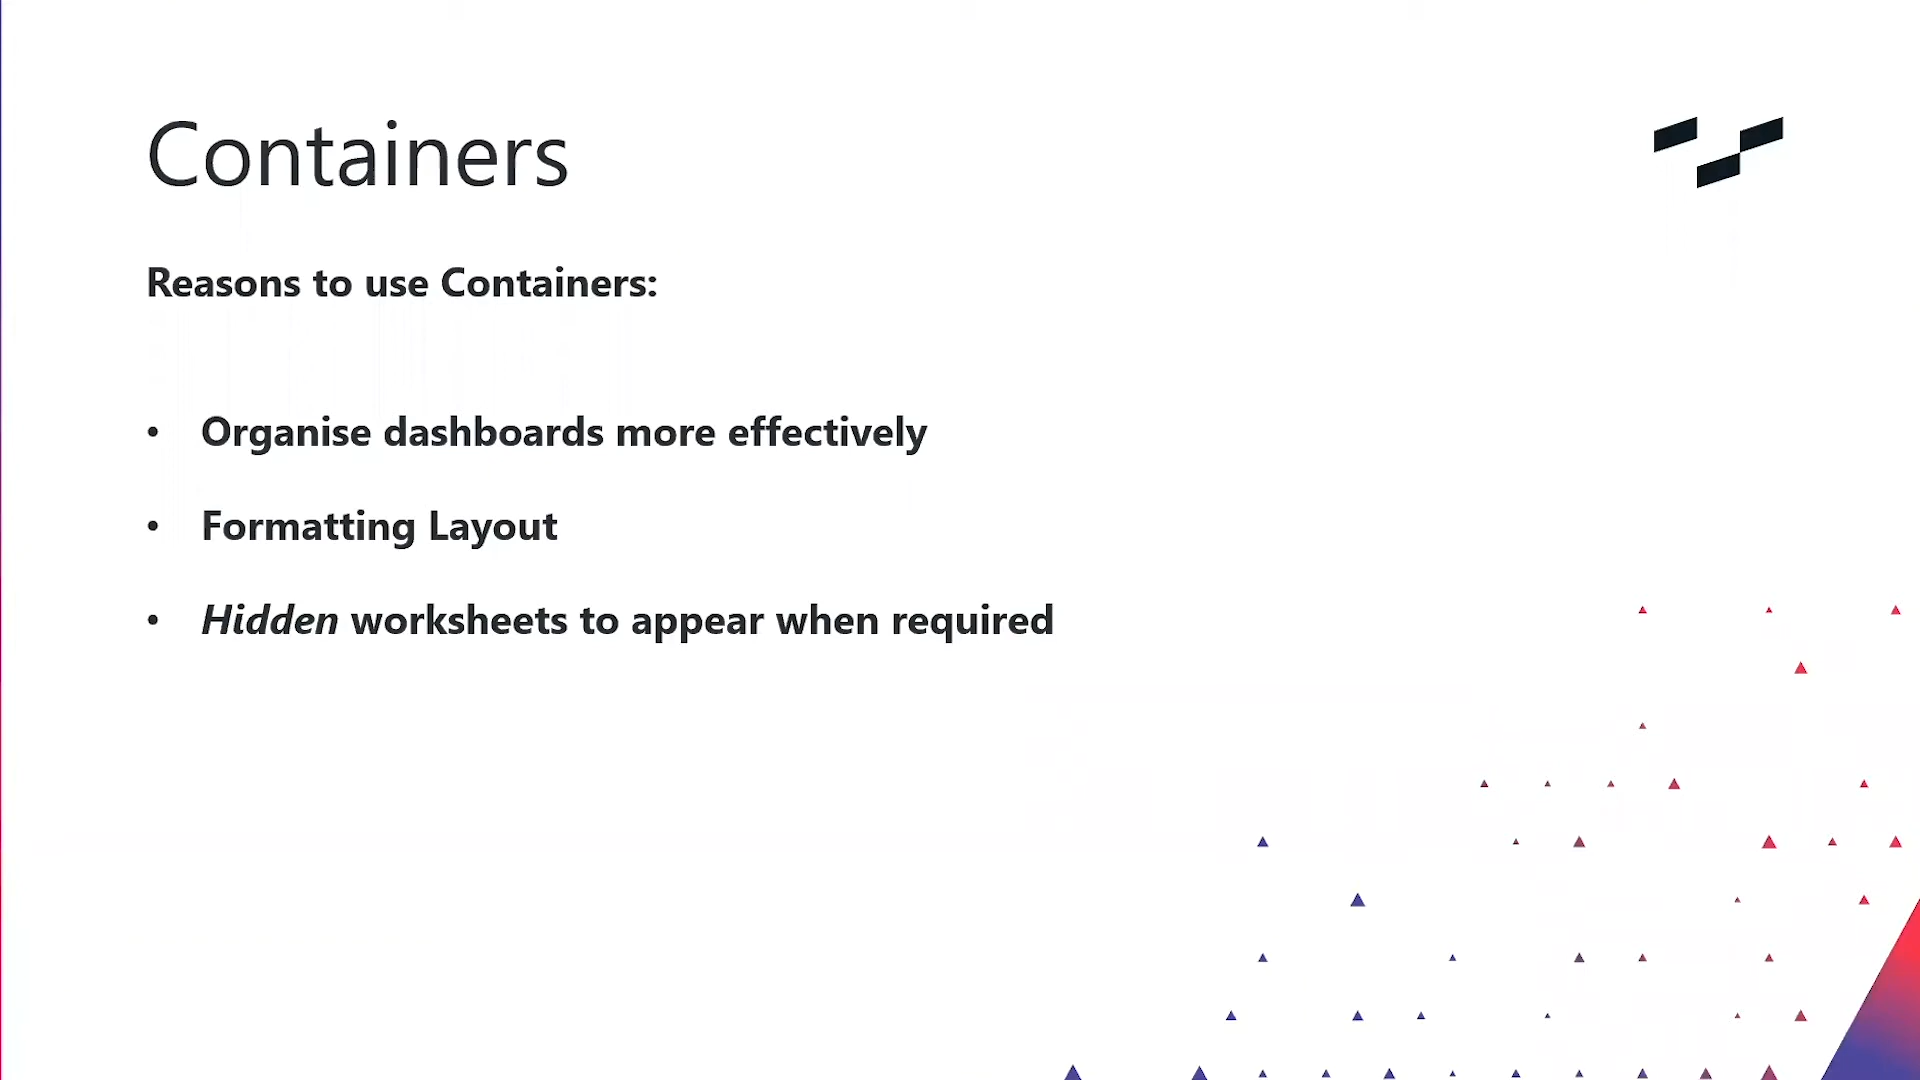 Containers
Reasons to use Containers:
• Organise dashboards more effectively
• Formatting Layout
• Hidden worksheets to appear when required